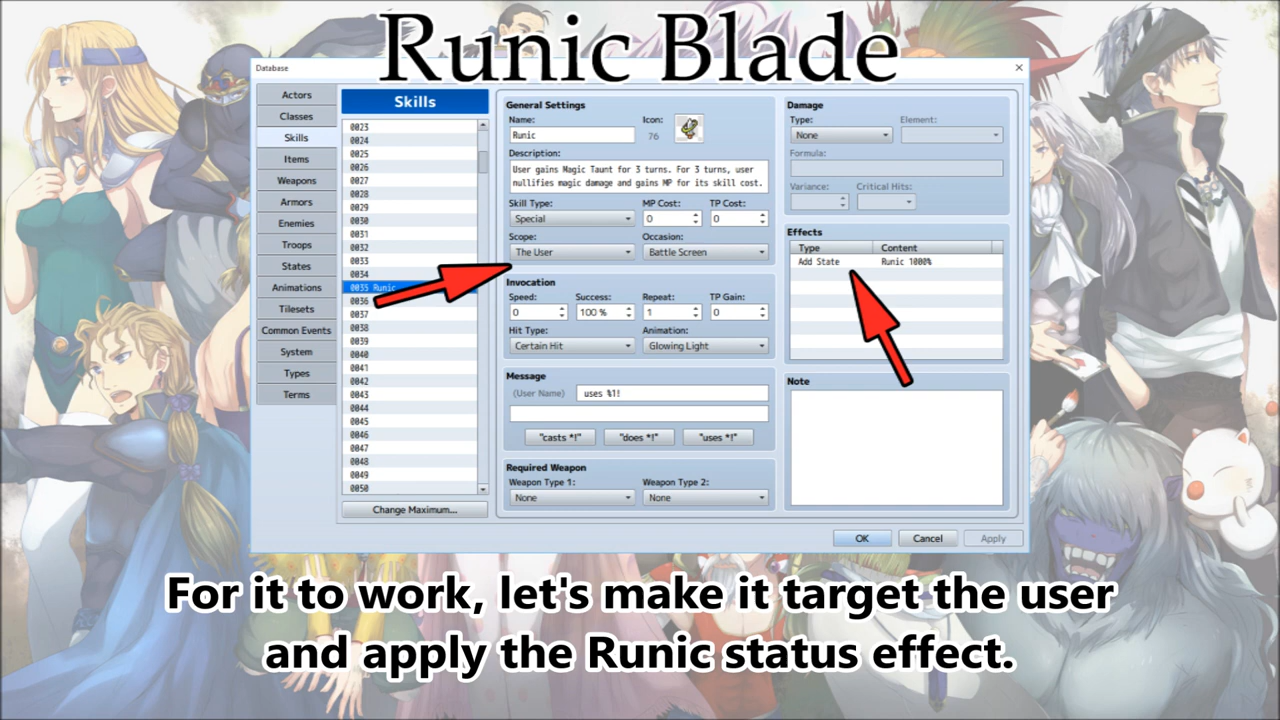 Runic Blade
Database
Actors
Classes
Skills
Items
Weapons
Armors
Enemies
Troops
States
Animations
Tilesets
Common Events
System
Types
Terms
Skills
0023
0024
0025
0026
0027
0028
0029
0030
0031
0032
0033
0034
0035 Runic
0036
0037
0038
0039
0040
0041
0042
0043
0044
0045
0046
0047
0048
0049
0050
Change Maximum...
General Settings
Name: Icon:
Runic 76
Description:
User gains Magic Taunt for 3 turns. For 3 turns, user
nullifies magic damage and gains MP for its skill cost.
Skill Type: MP Cost: TP Cost:
Special 0 0
Scope: Occasion:
The User Battle Screen
Invocation
Speed: Success: Repeat: TP Gain:
0 100 % 1 0
Hit Type: Animation:
Certain Hit Glowing Light
Message
(User Name) uses %1!
"casts *!" "does *!" "uses *!"
Required Weapon
Weapon Type 1: Weapon Type 2:
None None
Damage
Type: Element:
None
Formula:
Variance: Critical Hits:
Effects
Type Content
Add State Runic 1000%
Note
OK Cancel Apply
For it to work, let's make it target the user
and apply the Runic status effect.